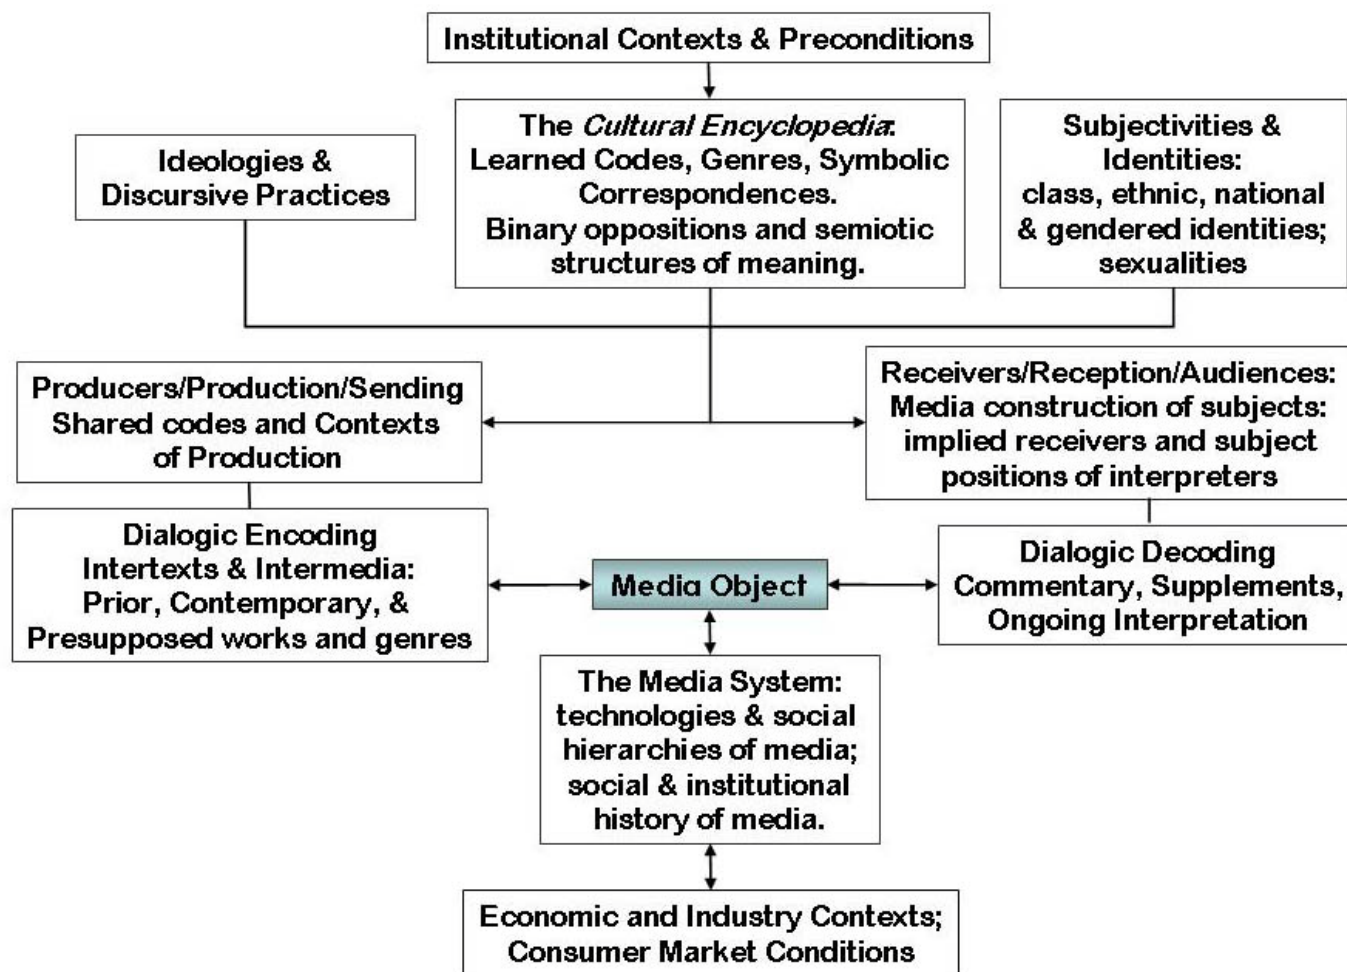 Institutional Contexts & Preconditions
Ideologies &
Discursive Practices
The Cultural Encyclopedia:
Learned Codes, Genres, Symbolic
Correspondences.
Binary oppositions and semiotic
structures of meaning.
Subjectivities &
Identities:
class, ethnic, national
& gendered identities;
sexualities
Producers/Production/Sending
Shared codes and Contexts
of Production
Receivers/Reception/Audiences:
Media construction of subjects:
implied receivers and subject
positions of interpreters
Dialogic Encoding
Intertexts & Intermedia:
Prior, Contemporary, &
Presupposed works and genres
Media Object
Dialogic Decoding
Commentary, Supplements,
Ongoing Interpretation
The Media System:
technologies & social
hierarchies of media;
social & institutional
history of media.
Economic and Industry Contexts;
Consumer Market Conditions